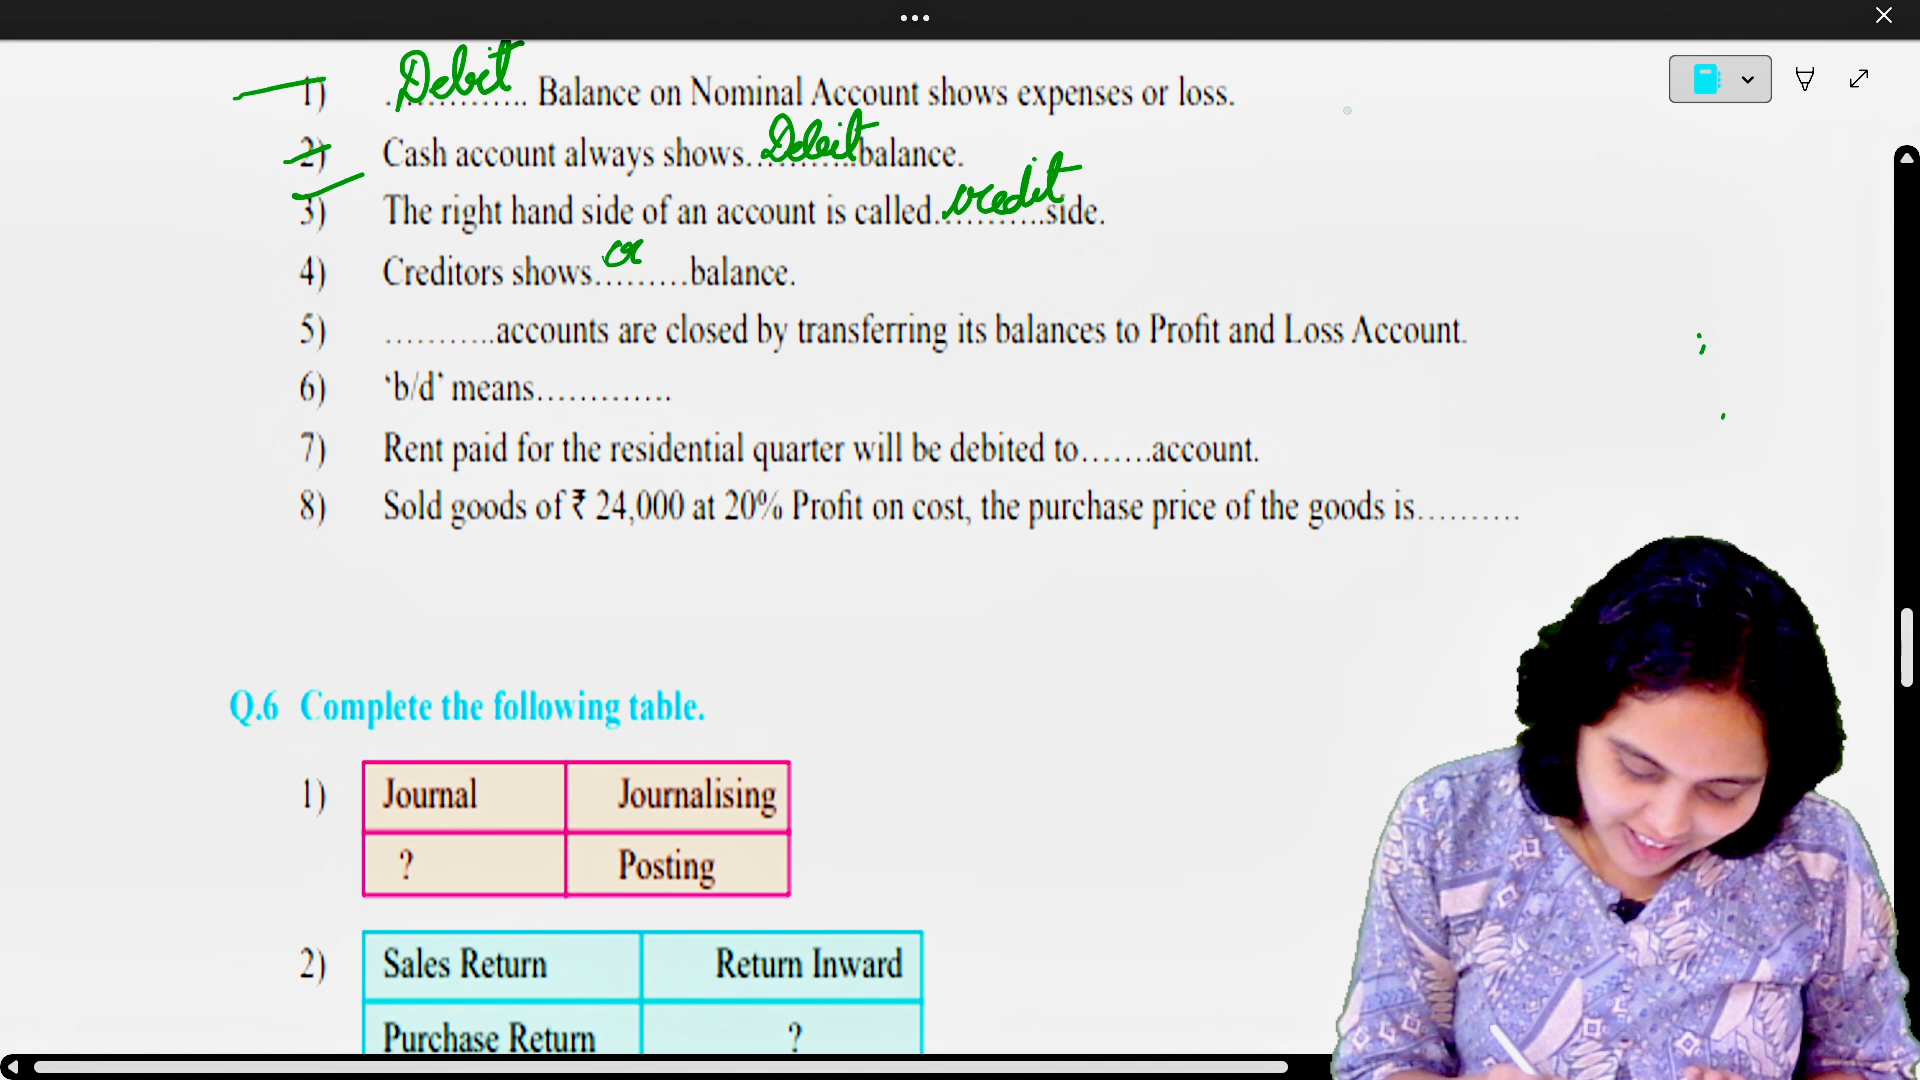 1) Debit ............ Balance on Nominal Account shows expenses or loss.
2) Cash account always shows Debit ........... balance.
3) The right hand side of an account is called credit ........... side.
4) Creditors shows ......... balance.
5) ...........accounts are closed by transferring its balances to Profit and Loss Account.
6) ‘b/d’ means.............
7) Rent paid for the residential quarter will be debited to.......account.
8) Sold goods of ₹ 24,000 at 20% Profit on cost, the purchase price of the goods is..........
Q.6 Complete the following table.
1) Journal Journalising
? Posting
2) Sales Return Return Inward
Purchase Return ?